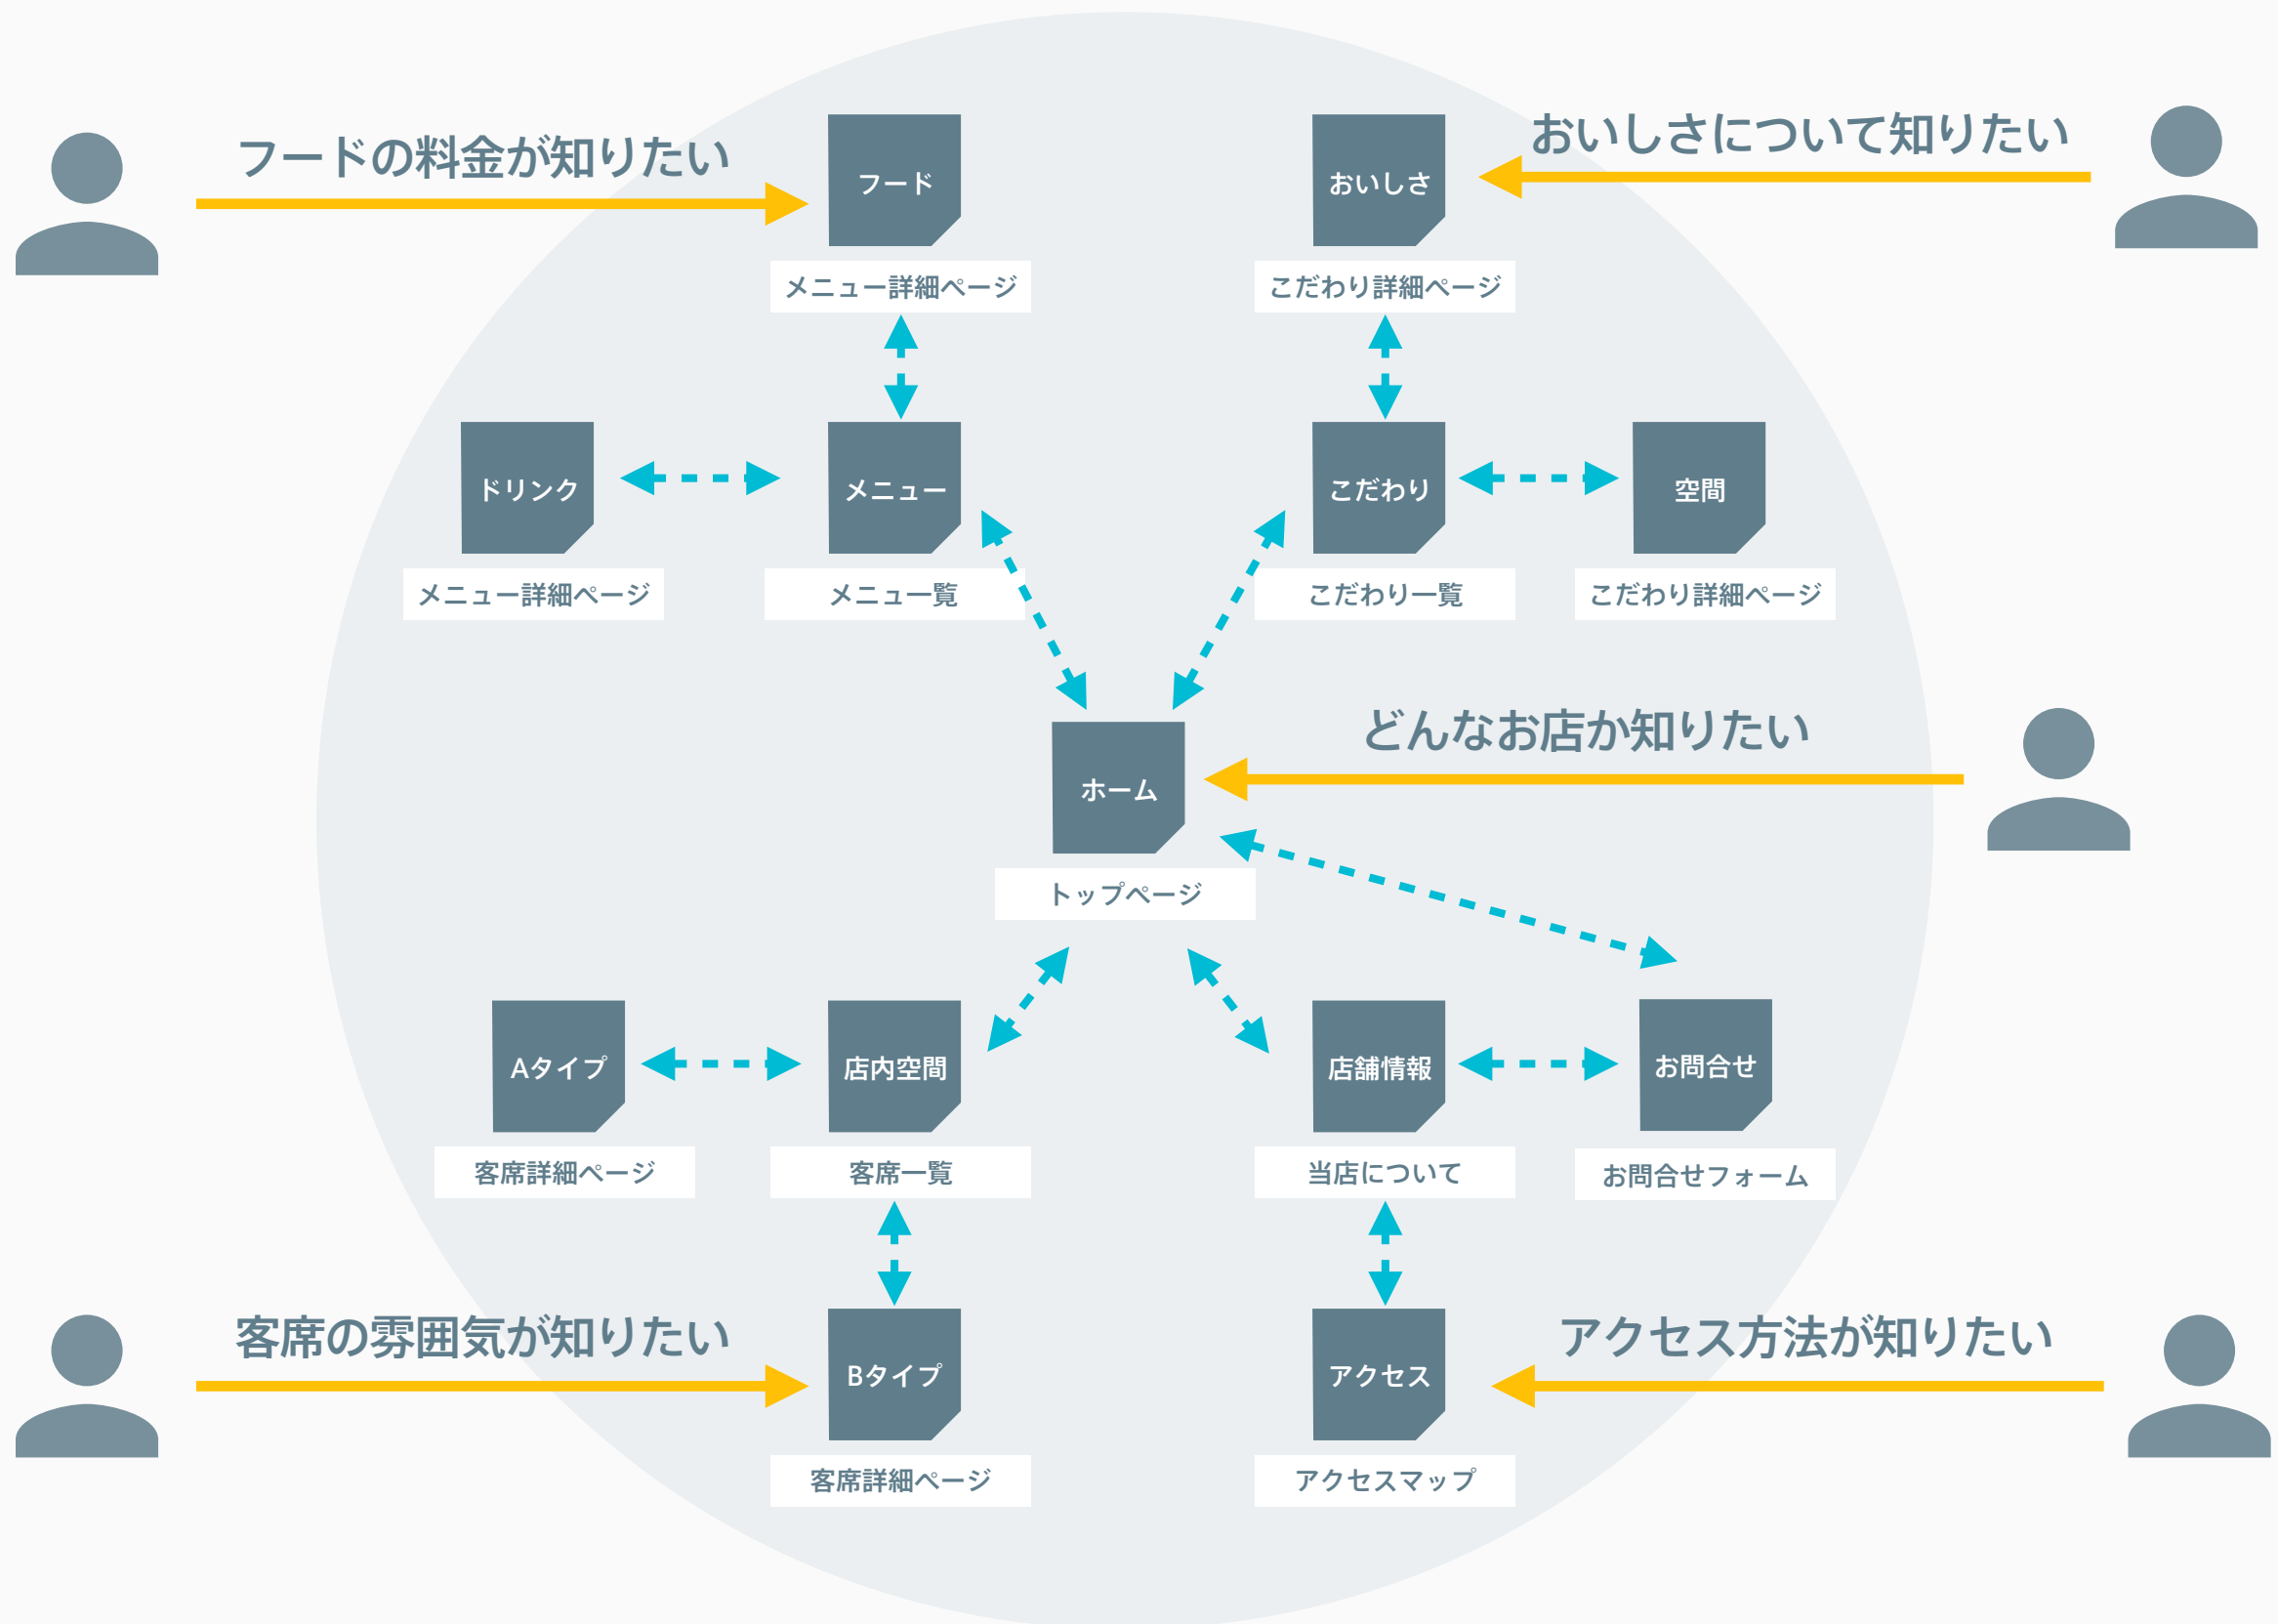 フードの料金が知りたい
おいしさについて知りたい
フード
おいしさ
メニュー詳細ページ
こだわり詳細ページ
ドリンク
メニュー
こだわり
空間
メニュー詳細ページ
メニュー一覧
こだわり一覧
こだわり詳細ページ
どんなお店か知りたい
ホーム
トップページ
Aタイプ
店内空間
店舗情報
お問合せ
客席詳細ページ
客席一覧
当店について
お問合せフォーム
客席の雰囲気が知りたい
アクセス方法が知りたい
Bタイプ
アクセス
客席詳細ページ
アクセスマップ